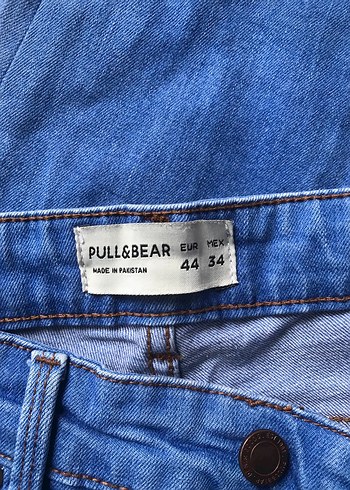 PULL&BEAR EUR MEX
MADE IN PAKISTAN 44 34